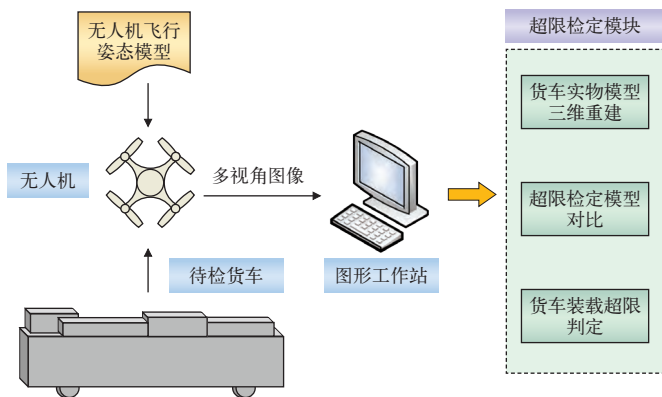 无人机飞行
姿态模型
无人机
多视角图像
待检货车
图形工作站
超限检定模块
货车实物模型
三维重建
超限检定模型
对比
货车装载超限
判定